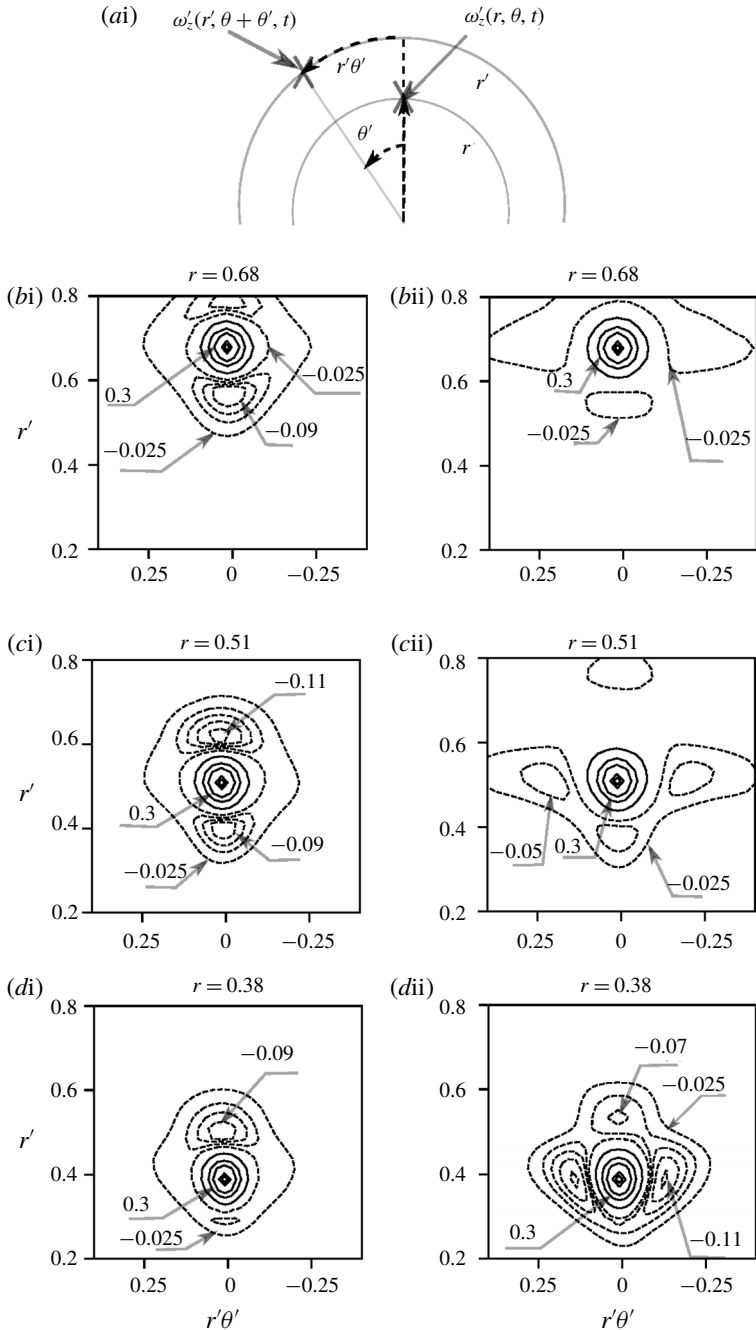 (ai)
ω′z(r′, θ + θ′, t)
ω′z(r, θ, t)
r′θ′
r′
θ′
r
(bi)
r = 0.68
0.8
0.6
0.4
0.2
r′
0.3
−0.025
−0.025
−0.09
0.25 0 −0.25
(bii)
r = 0.68
0.8
0.6
0.4
0.2
0.3
−0.025
−0.025
0.25 0 −0.25
(ci)
r = 0.51
0.8
0.6
0.4
0.2
r′
−0.11
0.3
−0.09
−0.025
0.25 0 −0.25
(cii)
r = 0.51
0.8
0.6
0.4
0.2
−0.05
0.3
−0.025
0.25 0 −0.25
(di)
r = 0.38
0.8
0.6
0.4
0.2
r′
−0.09
0.3
−0.025
0.25 0 −0.25
r′θ′
(dii)
r = 0.38
0.8
0.6
0.4
0.2
−0.07
−0.025
0.3
−0.11
0.25 0 −0.25
r′θ′